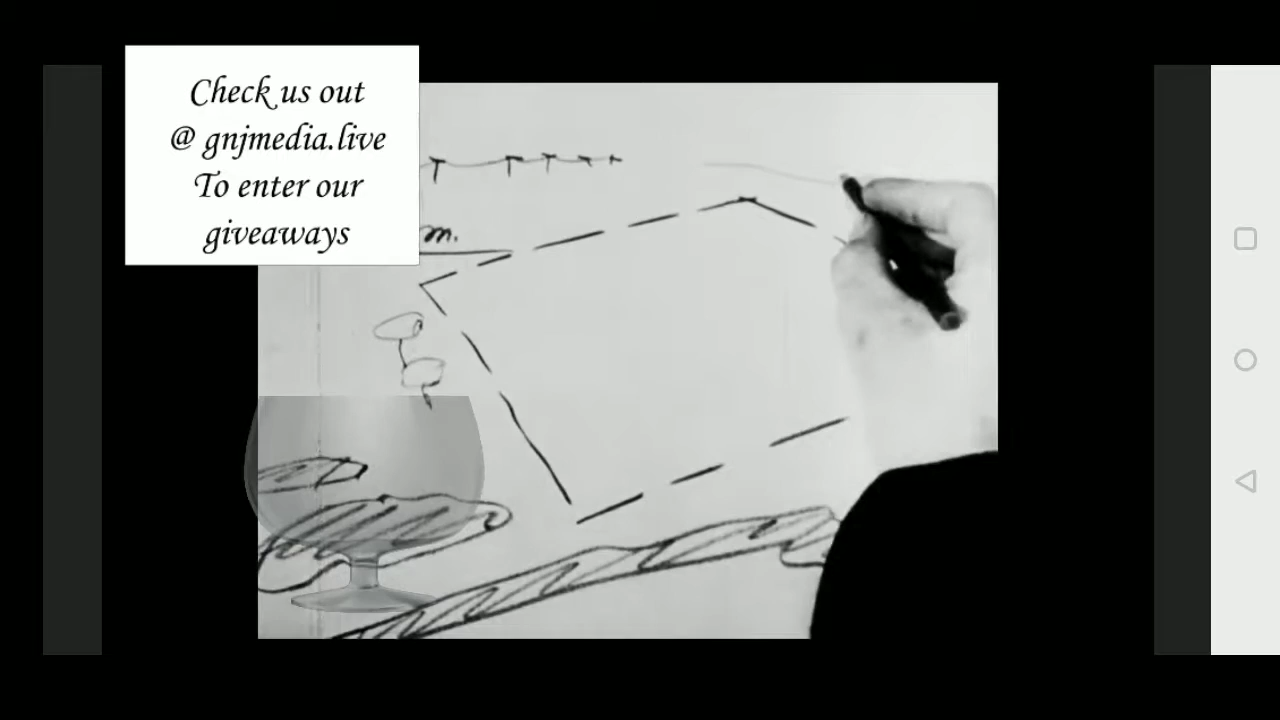 Check us out
@ gnjmedia.live
To enter our
giveaways
m.